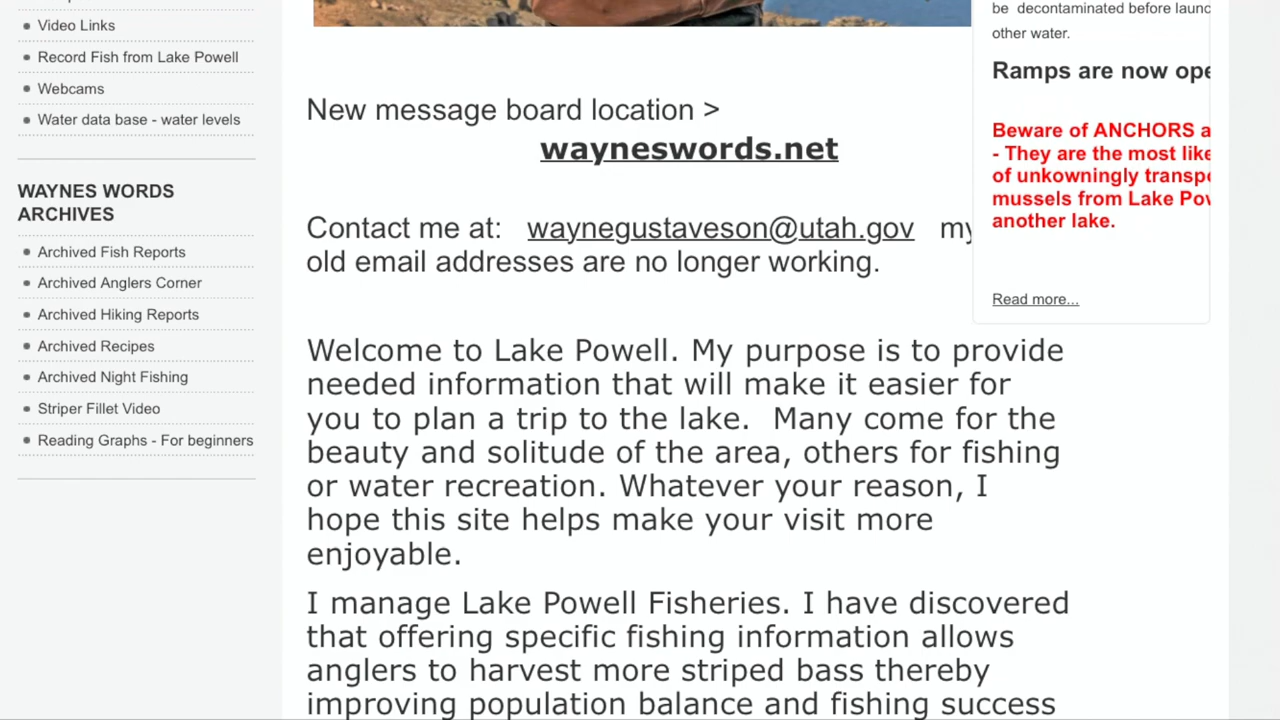 Video Links
Record Fish from Lake Powell
Webcams
Water data base - water levels
WAYNES WORDS
ARCHIVES
Archived Fish Reports
Archived Anglers Corner
Archived Hiking Reports
Archived Recipes
Archived Night Fishing
Striper Fillet Video
Reading Graphs - For beginners
New message board location >
wayneswords.net
Contact me at: waynegustaveson@utah.gov my
old email addresses are no longer working.
Welcome to Lake Powell. My purpose is to provide
needed information that will make it easier for
you to plan a trip to the lake. Many come for the
beauty and solitude of the area, others for fishing
or water recreation. Whatever your reason, I
hope this site helps make your visit more
enjoyable.
I manage Lake Powell Fisheries. I have discovered
that offering specific fishing information allows
anglers to harvest more striped bass thereby
improving population balance and fishing success
be decontaminated before launc
other water.
Ramps are now ope
Beware of ANCHORS a
- They are the most like
of unkowningly transpo
mussels from Lake Pow
another lake.
Read more...